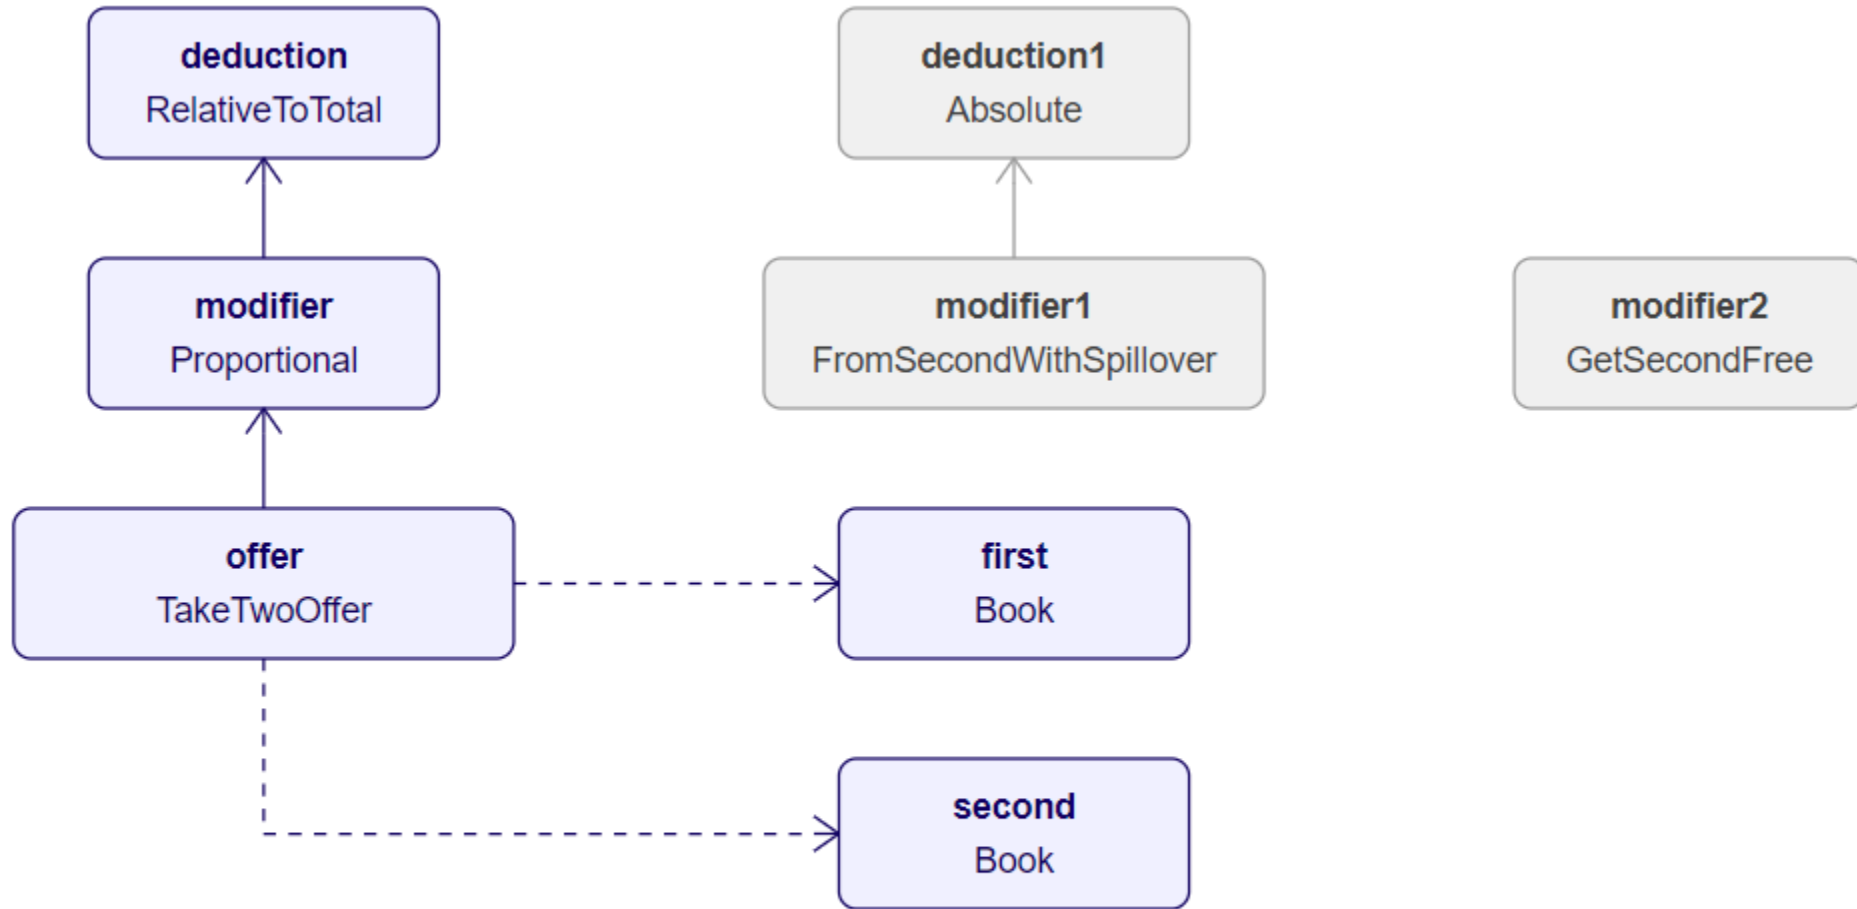 deduction
RelativeToTotal
deduction1
Absolute
modifier
Proportional
modifier1
FromSecondWithSpillover
modifier2
GetSecondFree
offer
TakeTwoOffer
first
Book
second
Book